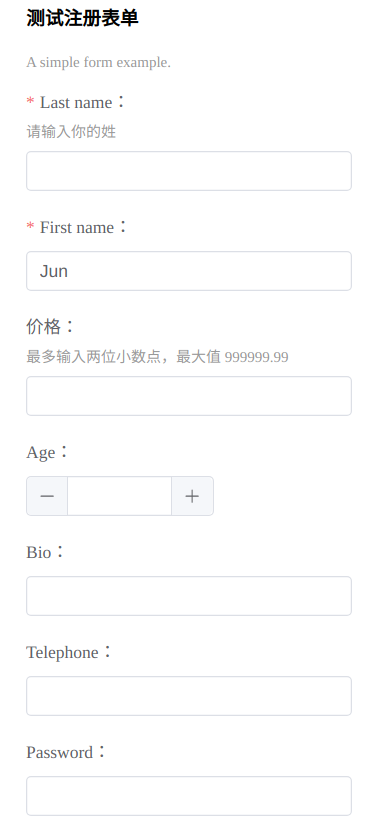 测试注册表单
A simple form example.
* Last name：
请输入你的姓
* First name：
Jun
价格：
最多输入两位小数点，最大值 999999.99
Age：
Bio：
Telephone：
Password：